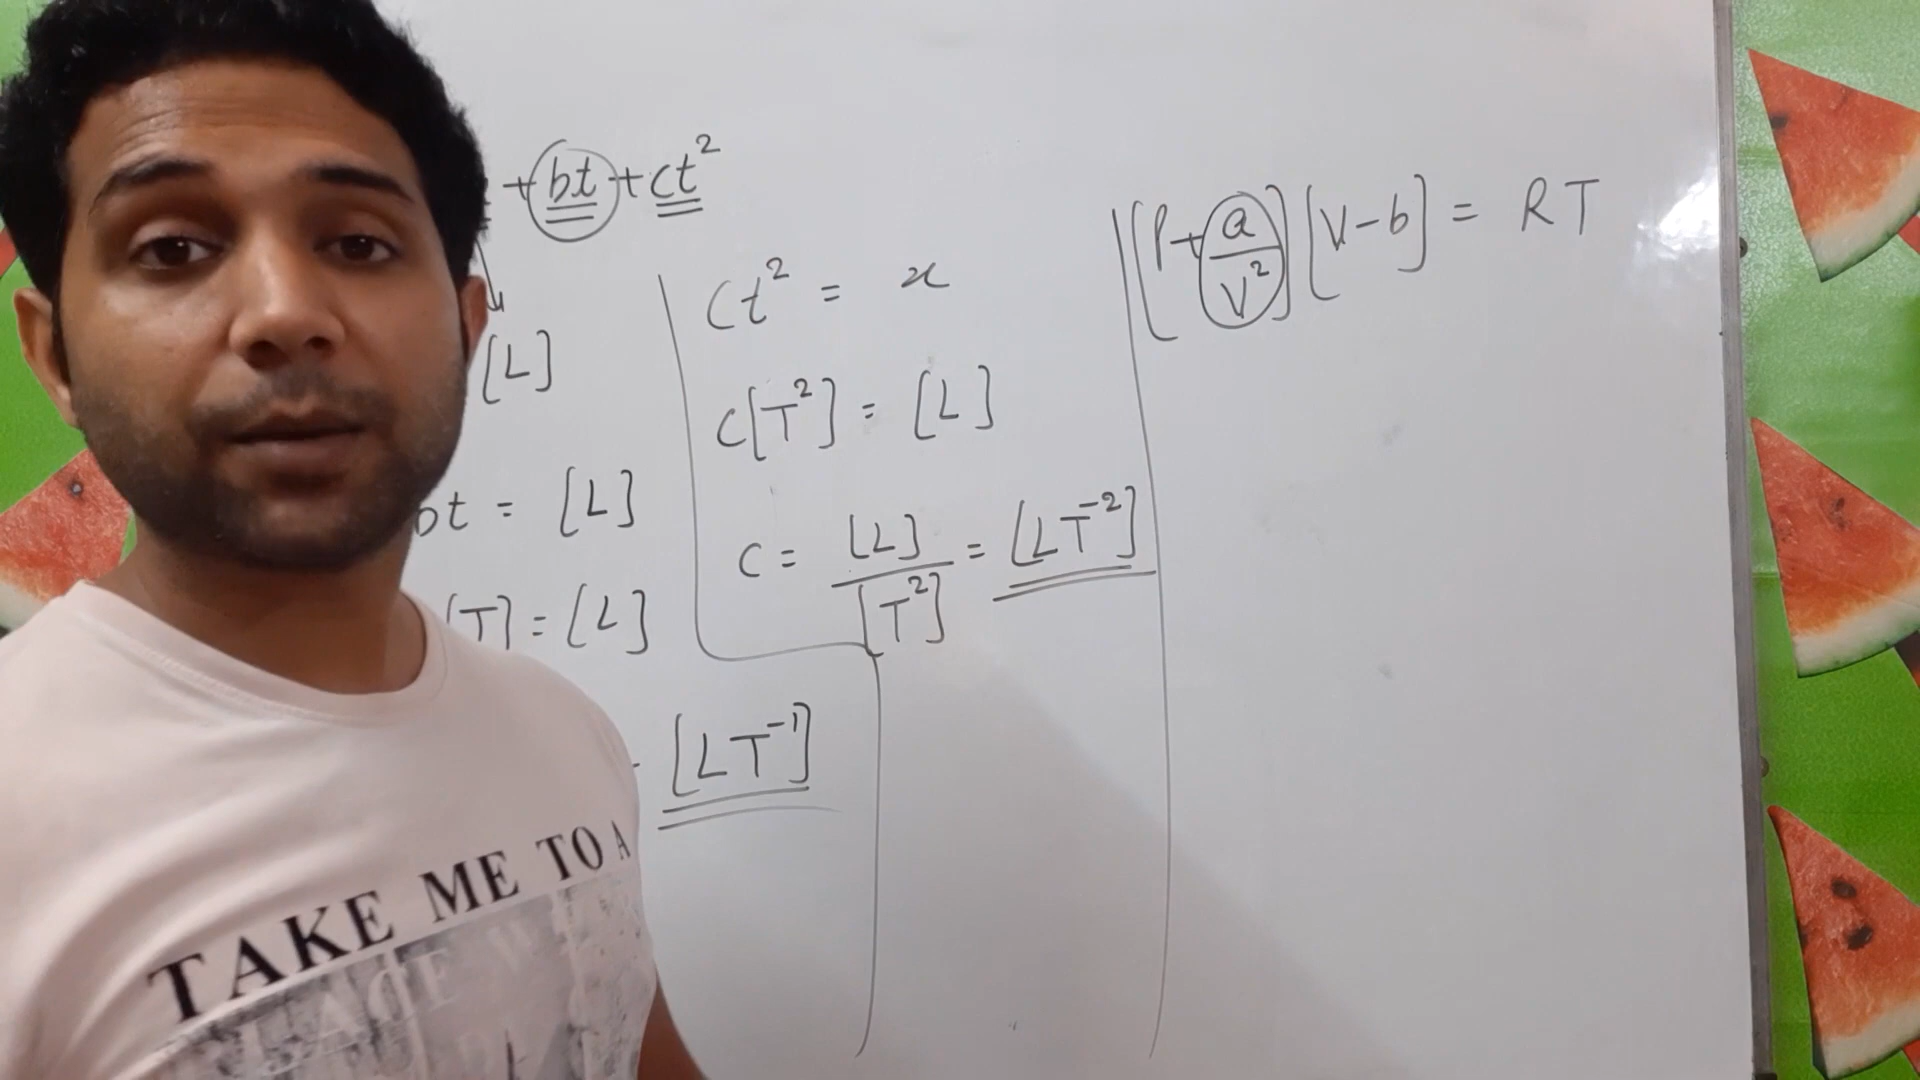 + bt + ct²
ct² = x
[L]
c[T²] = [L]
bt = [L]
c = [L] / [T²] = [LT⁻²]
[T] = [L]
[LT⁻¹]
[P + a/V²] [V - b] = RT
TAKE ME TO A